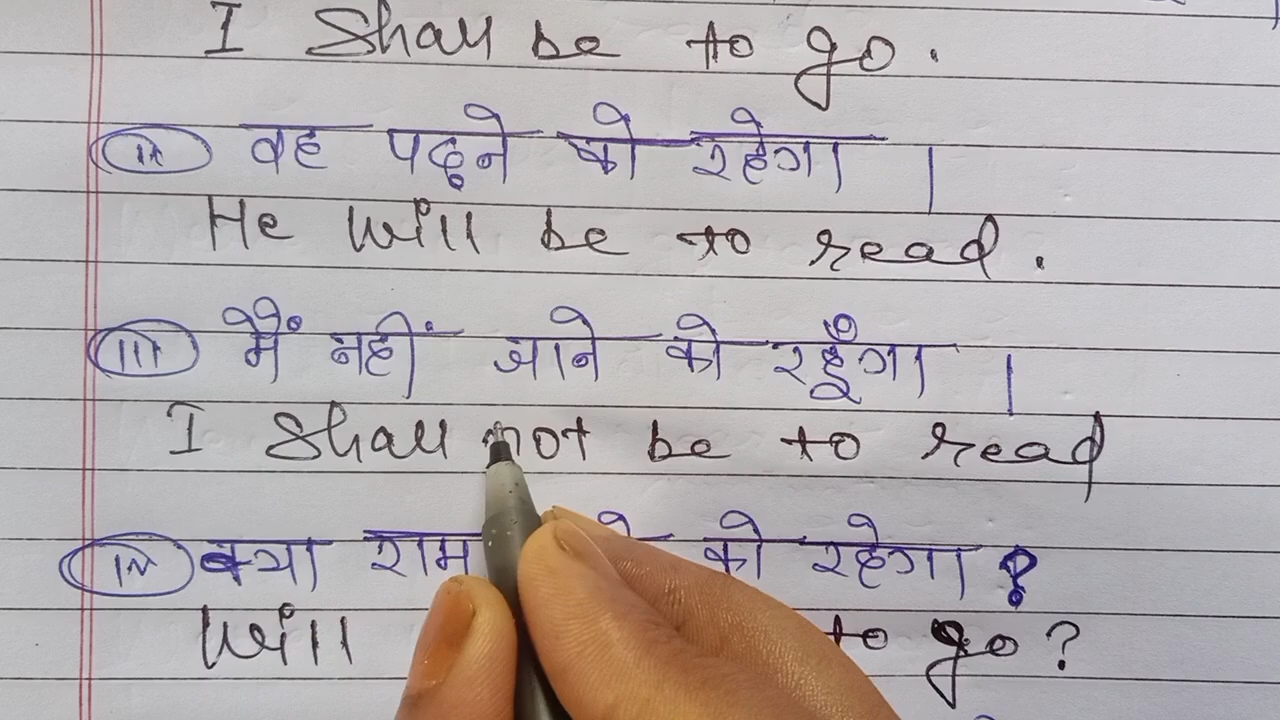 I Shall be to go.
(ii) वह पढ़ने को रहेगा ।
He will be to read.
(iii) मैं नहीं जाने को रहूँगा ।
I Shall not be to read
(iv) क्या राम को रहेगा ?
Will to go?